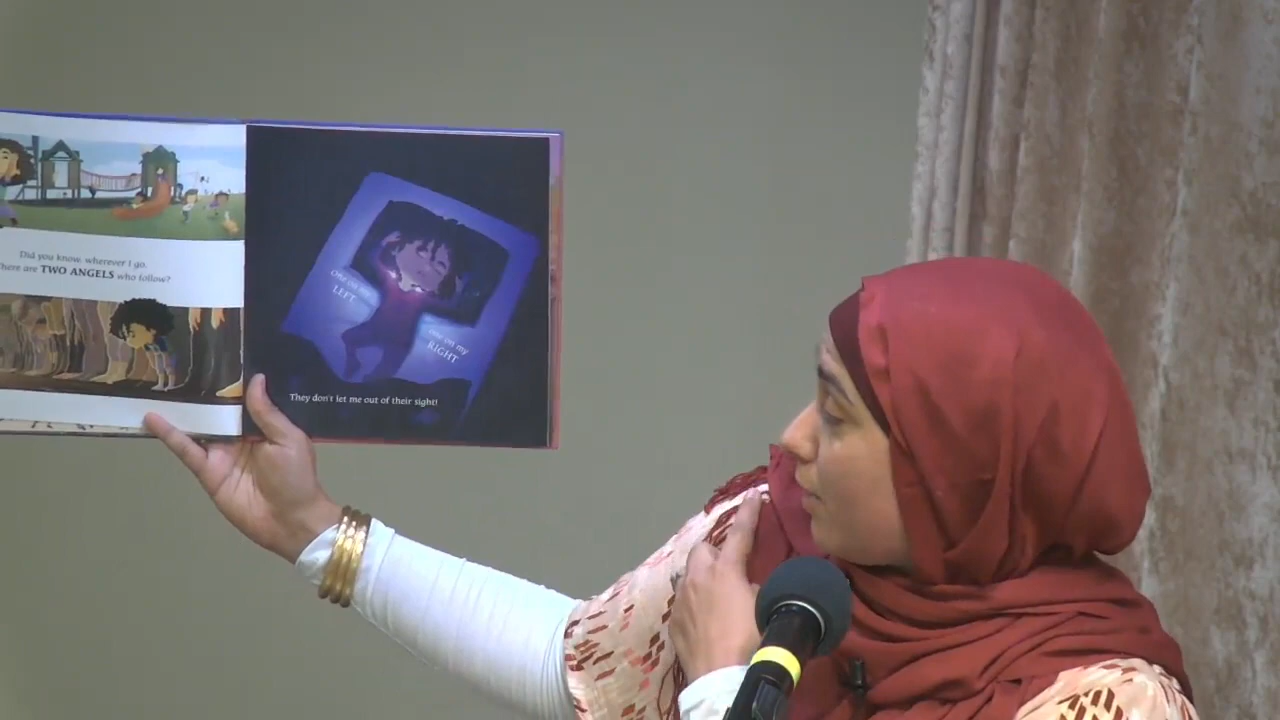 Did you know, wherever I go,
there are TWO ANGELS who follow?
One on my
LEFT
one on my
RIGHT
They don't let me out of their sight!